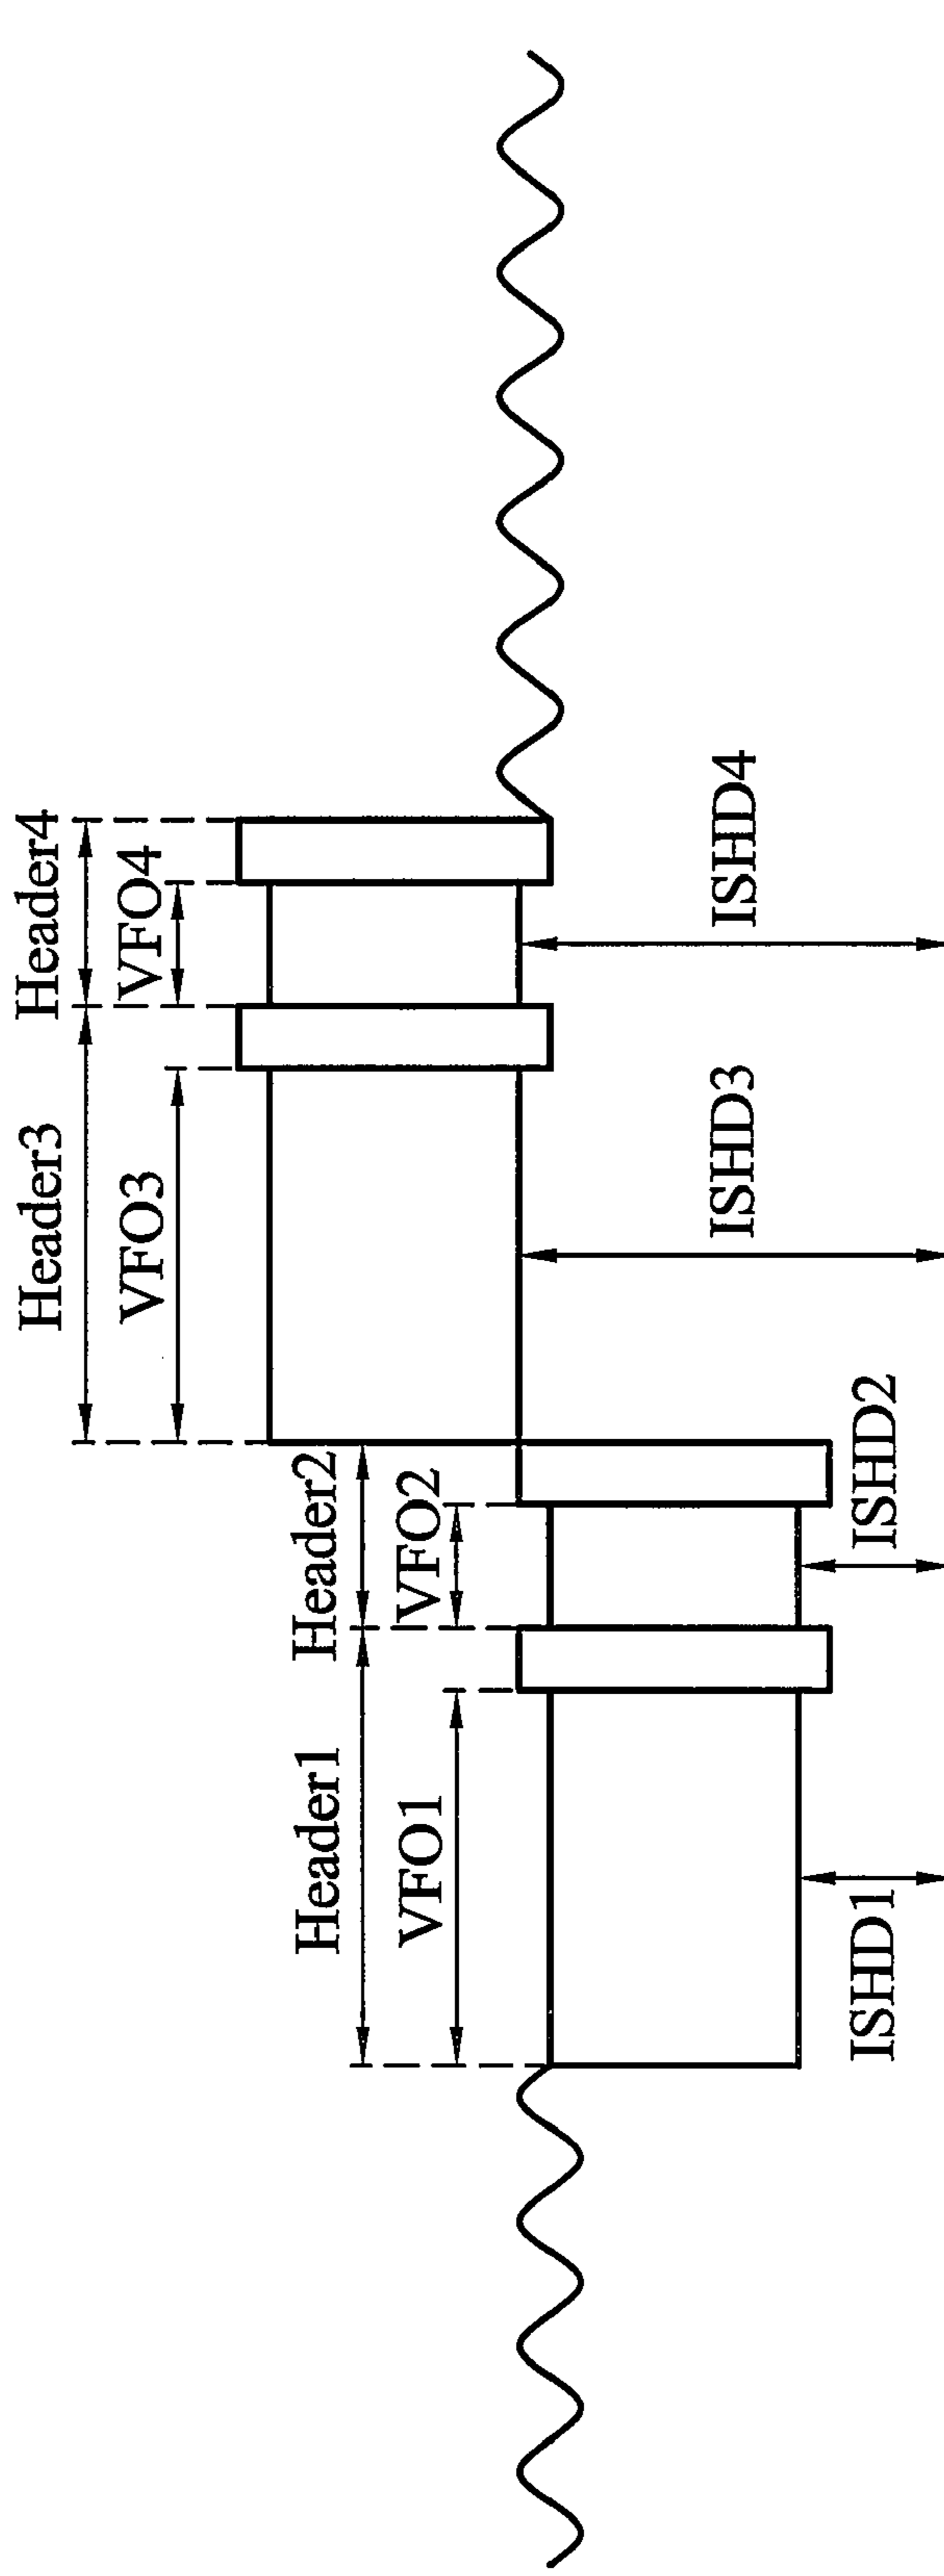 Header3
Header4
VFO3
VFO4
Header1
Header2
VFO1
VFO2
ISHD3
ISHD4
ISHD1
ISHD2